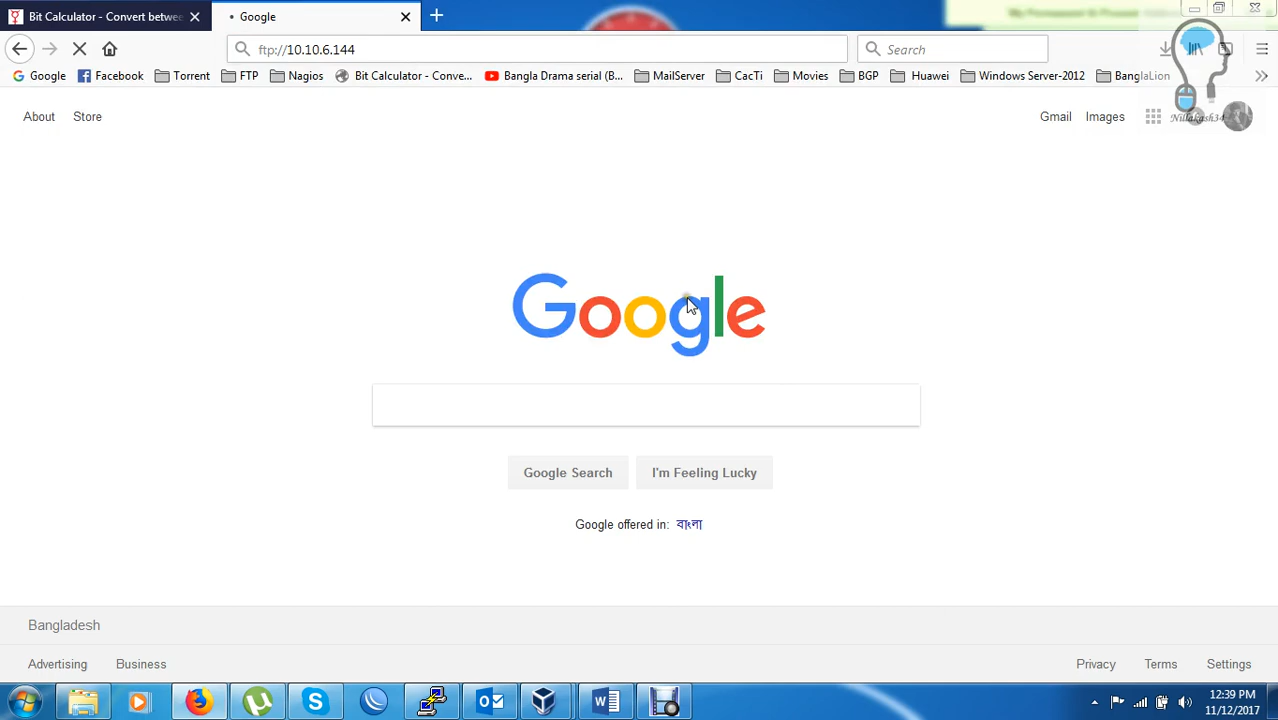 Bit Calculator - Convert betwee
Google
ftp://10.10.6.144
Search
Google
Facebook
Torrent
FTP
Nagios
Bit Calculator - Conve...
Bangla Drama serial (B...
MailServer
CacTi
Movies
BGP
Huawei
Windows Server-2012
BanglaLion
Nillakash34
About
Store
Gmail
Images
Google
Google Search
I'm Feeling Lucky
Google offered in: বাংলা
Bangladesh
Advertising
Business
Privacy
Terms
Settings
12:39 PM
11/12/2017